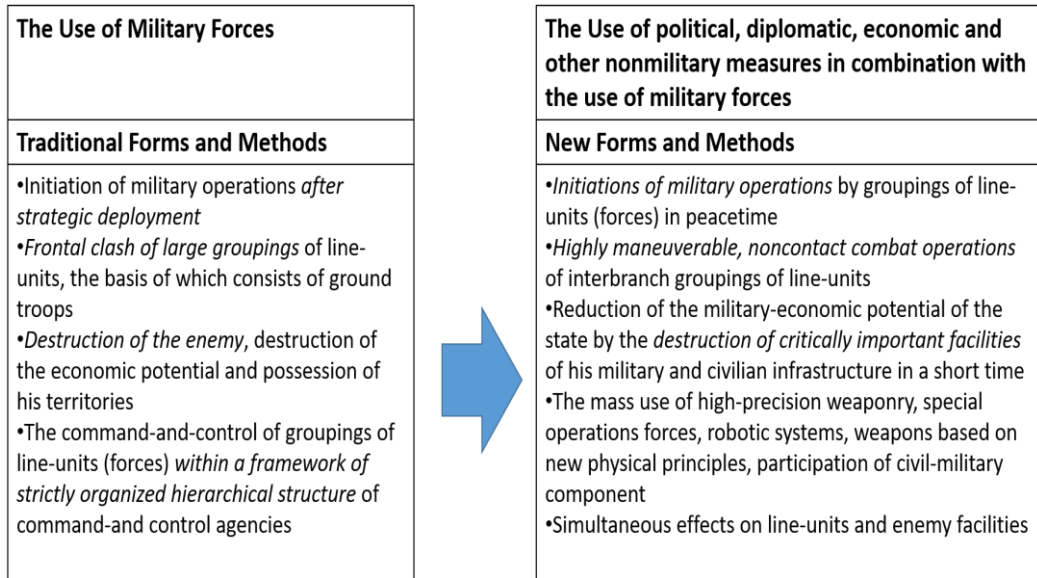 The Use of Military Forces
Traditional Forms and Methods
•Initiation of military operations after
strategic deployment
•Frontal clash of large groupings of line-
units, the basis of which consists of ground
troops
•Destruction of the enemy, destruction of
the economic potential and possession of
his territories
•The command-and-control of groupings of
line-units (forces) within a framework of
strictly organized hierarchical structure of
command-and control agencies
The Use of political, diplomatic, economic and
other nonmilitary measures in combination with
the use of military forces
New Forms and Methods
•Initiations of military operations by groupings of line-
units (forces) in peacetime
•Highly maneuverable, noncontact combat operations
of interbranch groupings of line-units
•Reduction of the military-economic potential of the
state by the destruction of critically important facilities
of his military and civilian infrastructure in a short time
•The mass use of high-precision weaponry, special
operations forces, robotic systems, weapons based on
new physical principles, participation of civil-military
component
•Simultaneous effects on line-units and enemy facilities